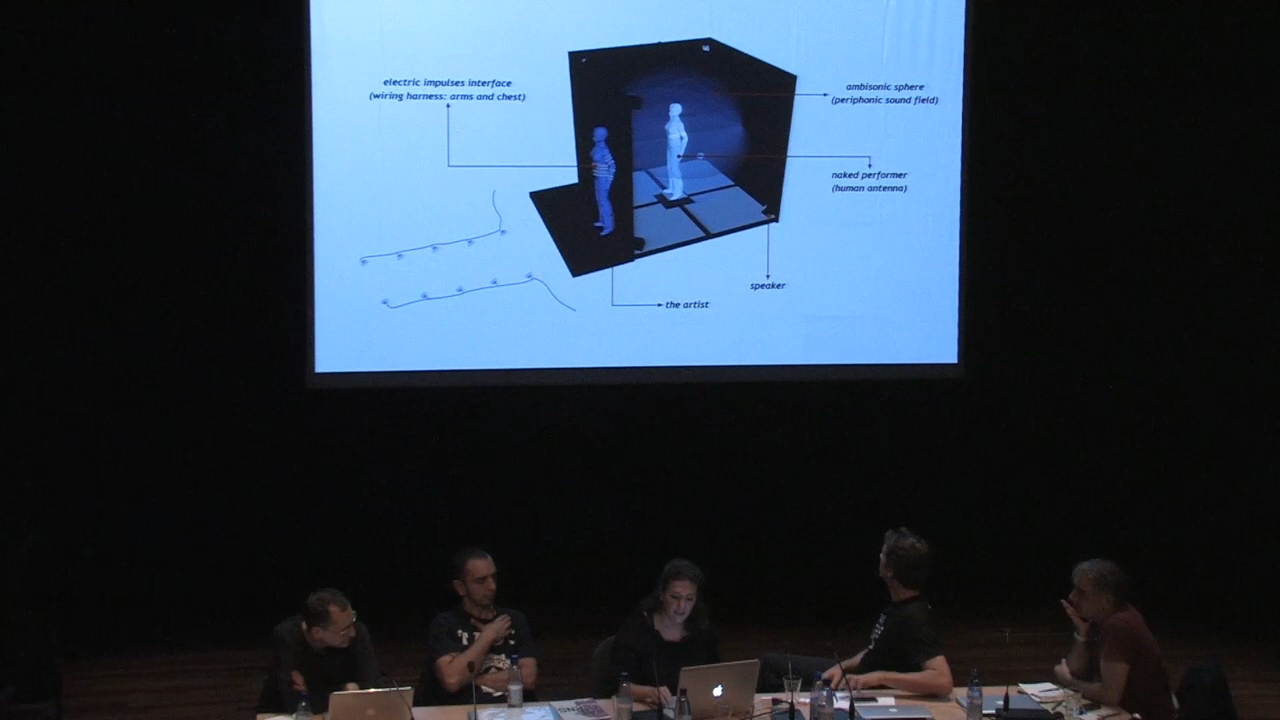 electric impulses interface
(wiring harness: arms and chest)
ambisonic sphere
(periphonic sound field)
naked performer
(human antenna)
speaker
the artist